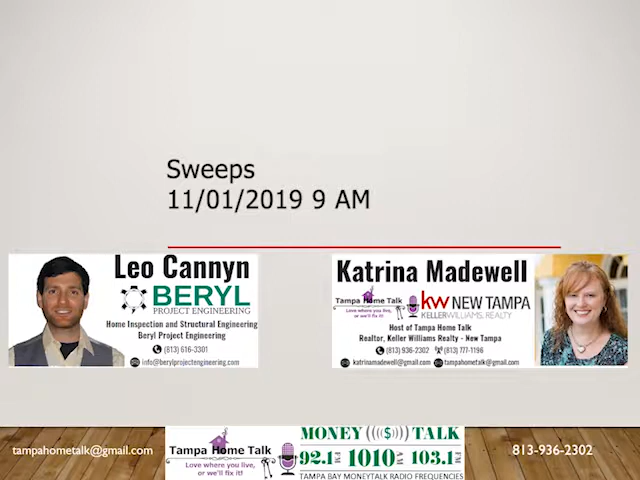 Sweeps
11/01/2019 9 AM
Leo Cannyn
BERYL
PROJECT ENGINEERING
Home Inspection and Structural Engineering
Beryl Project Engineering
(813) 616-3301
info@berylprojectengineering.com
Katrina Madewell
Tampa Home Talk
Love where you live,
or we'll fix it!
kw NEW TAMPA
KELLERWILLIAMS. REALTY
Host of Tampa Home Talk
Realtor, Keller Williams Realty - New Tampa
(813) 936-2302 (813) 777-1196
katrinamadewell@gmail.com tampahometalk@gmail.com
tampahometalk@gmail.com
Tampa Home Talk
Love where you live,
or we'll fix it!
MONEY ((($))) TALK
92.1 FM 1010 AM 103.1 FM
TAMPA BAY MONEYTALK RADIO FREQUENCIES
813-936-2302